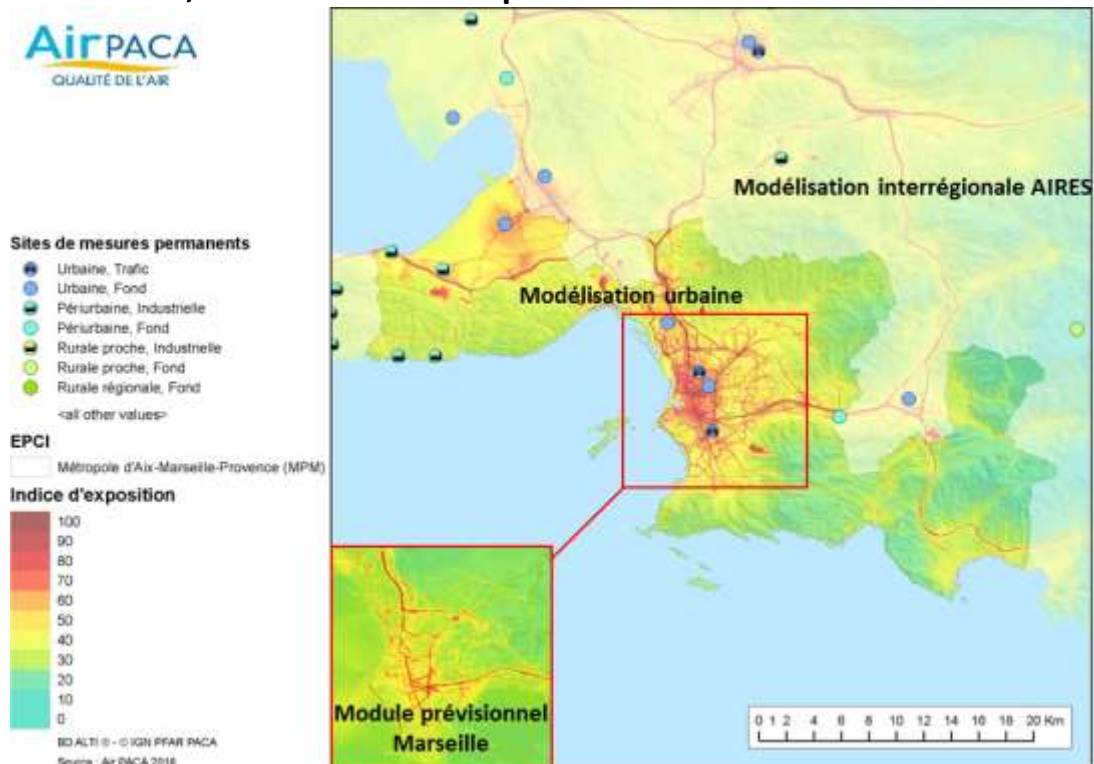 AirPACA
QUALITÉ DE L'AIR
Sites de mesures permanents
Urbaine, Trafic
Urbaine, Fond
Périurbaine, Industrielle
Périurbaine, Fond
Rurale proche, Industrielle
Rurale proche, Fond
Rurale régionale, Fond
<all other values>
EPCI
Métropole d'Aix-Marseille-Provence (MPM)
Indice d'exposition
100
90
80
70
60
50
40
30
20
10
0
BD ALTI ® - © IGN PFAR PACA
Source : Air PACA 2016
Modélisation interrégionale AIRES
Modélisation urbaine
Module prévisionnel
Marseille
0 1 2 4 6 8 10 12 14 16 18 20 Km